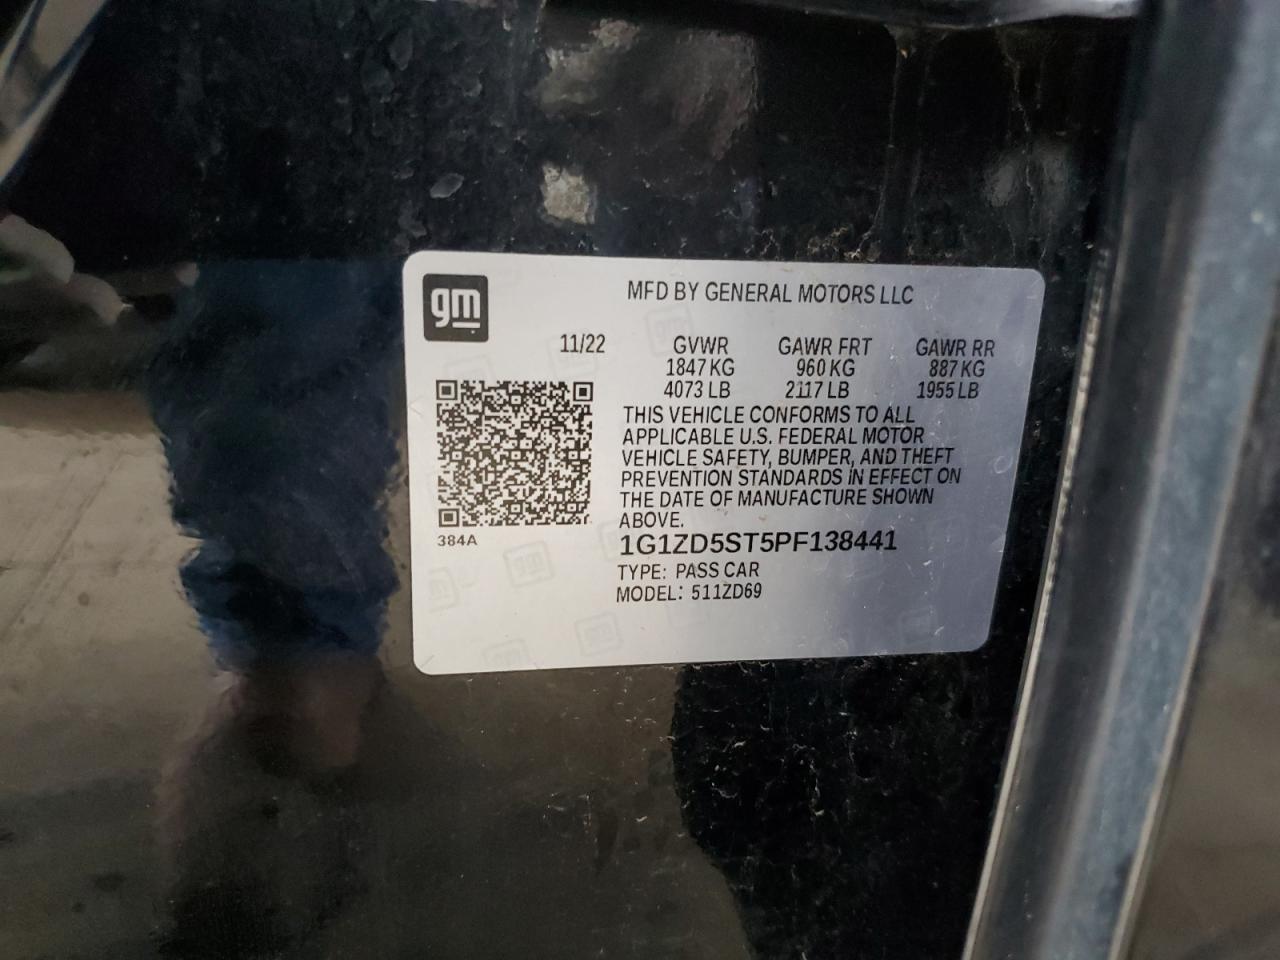 gm
MFD BY GENERAL MOTORS LLC
11/22 GVWR GAWR FRT GAWR RR
1847 KG 960 KG 887 KG
4073 LB 2117 LB 1955 LB
THIS VEHICLE CONFORMS TO ALL
APPLICABLE U.S. FEDERAL MOTOR
VEHICLE SAFETY, BUMPER, AND THEFT
PREVENTION STANDARDS IN EFFECT ON
THE DATE OF MANUFACTURE SHOWN
ABOVE.
384A
1G1ZD5ST5PF138441
TYPE: PASS CAR
MODEL: 511ZD69